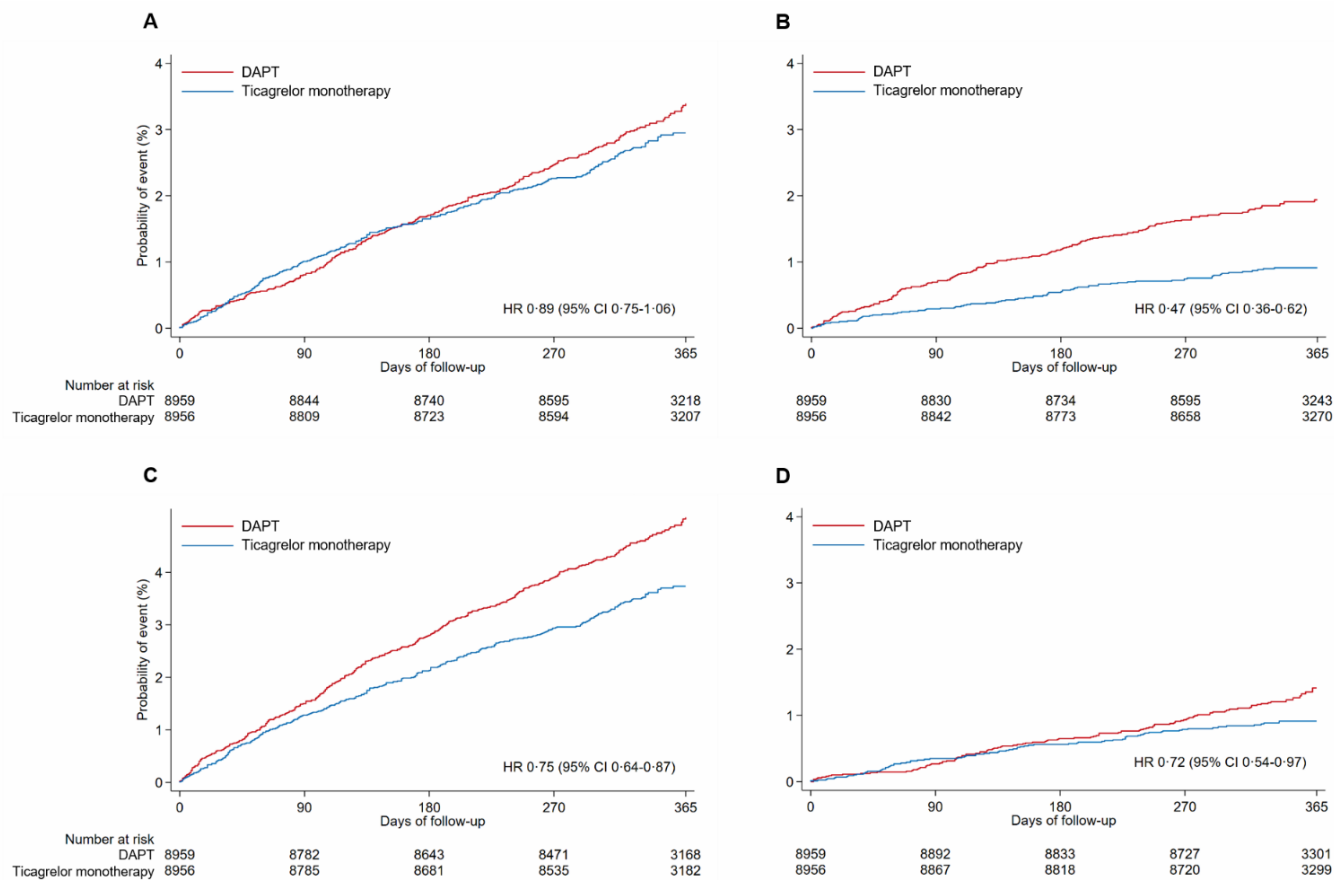 A
B
4
3
2
1
0
Probability of event (%)
DAPT
Ticagrelor monotherapy
HR 0·89 (95% CI 0·75-1·06)
0 90 180 270 365
Days of follow-up
Number at risk
DAPT 8959 8844 8740 8595 3218
Ticagrelor monotherapy 8956 8809 8723 8594 3207
4
3
2
1
0
DAPT
Ticagrelor monotherapy
HR 0·47 (95% CI 0·36-0·62)
0 90 180 270 365
Days of follow-up
8959 8830 8734 8595 3243
8956 8842 8773 8658 3270
C
D
4
3
2
1
0
Probability of event (%)
DAPT
Ticagrelor monotherapy
HR 0·75 (95% CI 0·64-0·87)
0 90 180 270 365
Days of follow-up
Number at risk
DAPT 8959 8782 8643 8471 3168
Ticagrelor monotherapy 8956 8785 8681 8535 3182
4
3
2
1
0
DAPT
Ticagrelor monotherapy
HR 0·72 (95% CI 0·54-0·97)
0 90 180 270 365
Days of follow-up
8959 8892 8833 8727 3301
8956 8867 8818 8720 3299